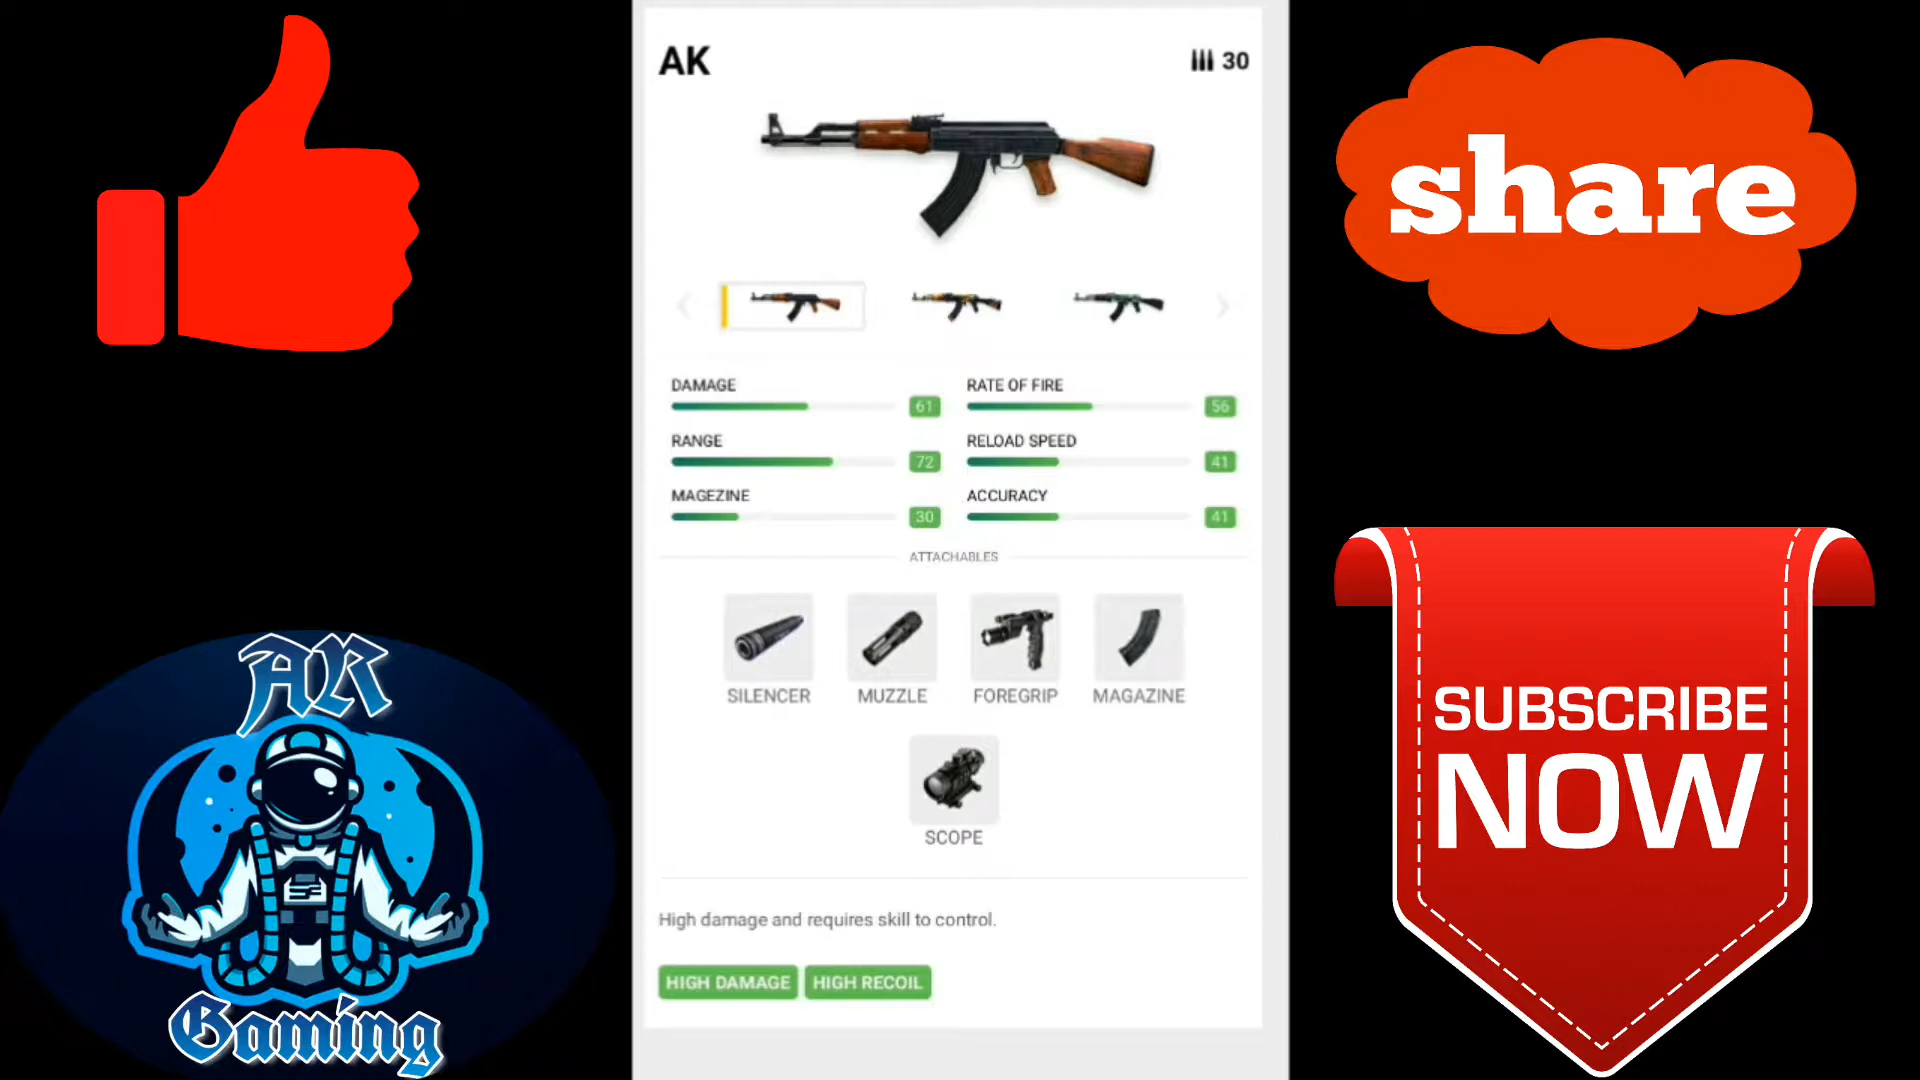 AK
30
DAMAGE
61
RATE OF FIRE
56
RANGE
72
RELOAD SPEED
41
MAGEZINE
30
ACCURACY
41
ATTACHABLES
SILENCER
MUZZLE
FOREGRIP
MAGAZINE
SCOPE
High damage and requires skill to control.
HIGH DAMAGE
HIGH RECOIL
share
SUBSCRIBE
NOW
AR
Gaming